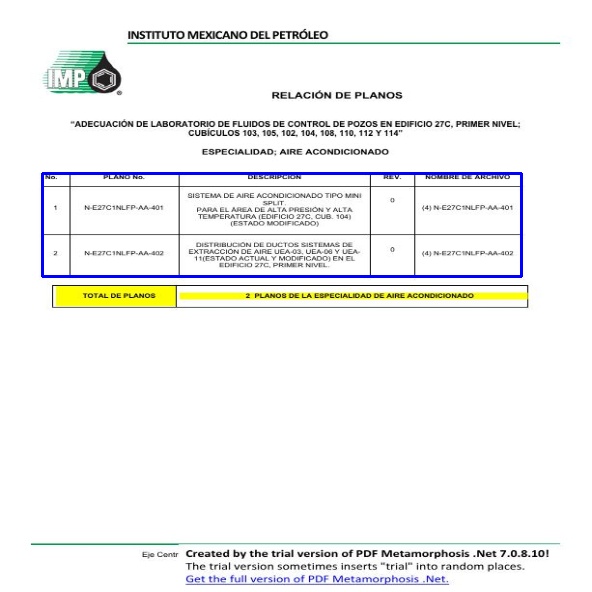 INSTITUTO MEXICANO DEL PETRÓLEO
IMP
®
RELACIÓN DE PLANOS
"ADECUACIÓN DE LABORATORIO DE FLUIDOS DE CONTROL DE POZOS EN EDIFICIO 27C, PRIMER NIVEL;
CUBÍCULOS 103, 105, 102, 104, 108, 110, 112 Y 114"
ESPECIALIDAD; AIRE ACONDICIONADO
No. PLANO No. DESCRIPCIÓN REV. NOMBRE DE ARCHIVO
1 N-E27C1NLFP-AA-401 SISTEMA DE AIRE ACONDICIONADO TIPO MINI
SPLIT.
PARA EL ÁREA DE ALTA PRESIÓN Y ALTA
TEMPERATURA (EDIFICIO 27C, CUB. 104)
(ESTADO MODIFICADO)
0 (4) N-E27C1NLFP-AA-401
2 N-E27C1NLFP-AA-402 DISTRIBUCIÓN DE DUCTOS SISTEMAS DE
EXTRACCIÓN DE AIRE UEA-03, UEA-06 Y UEA-
11(ESTADO ACTUAL Y MODIFICADO) EN EL
EDIFICIO 27C, PRIMER NIVEL.
0 (4) N-E27C1NLFP-AA-402
TOTAL DE PLANOS 2 PLANOS DE LA ESPECIALIDAD DE AIRE ACONDICIONADO
Eje Centr Created by the trial version of PDF Metamorphosis .Net 7.0.8.10!
The trial version sometimes inserts "trial" into random places.
Get the full version of PDF Metamorphosis .Net.